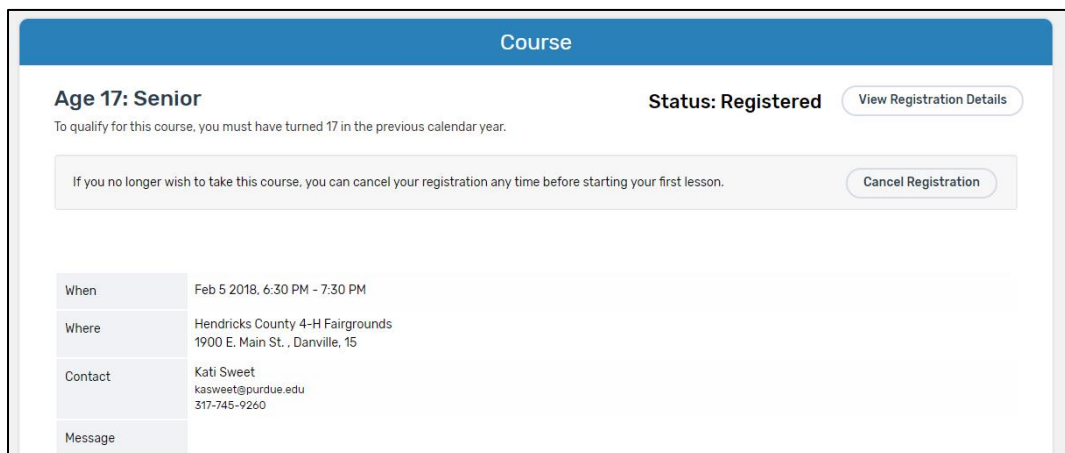 Course
Age 17: Senior
Status: Registered
View Registration Details
To qualify for this course, you must have turned 17 in the previous calendar year.
If you no longer wish to take this course, you can cancel your registration any time before starting your first lesson.
Cancel Registration
When
Feb 5 2018, 6:30 PM - 7:30 PM
Where
Hendricks County 4-H Fairgrounds
1900 E. Main St. , Danville, 15
Contact
Kati Sweet
kasweet@purdue.edu
317-745-9260
Message